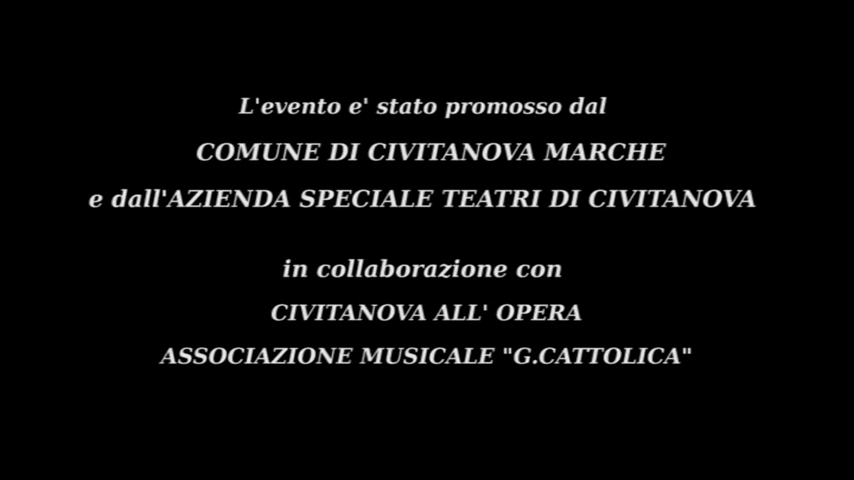 L'evento e' stato promosso dal
COMUNE DI CIVITANOVA MARCHE
e dall'AZIENDA SPECIALE TEATRI DI CIVITANOVA
in collaborazione con
CIVITANOVA ALL' OPERA
ASSOCIAZIONE MUSICALE "G.CATTOLICA"